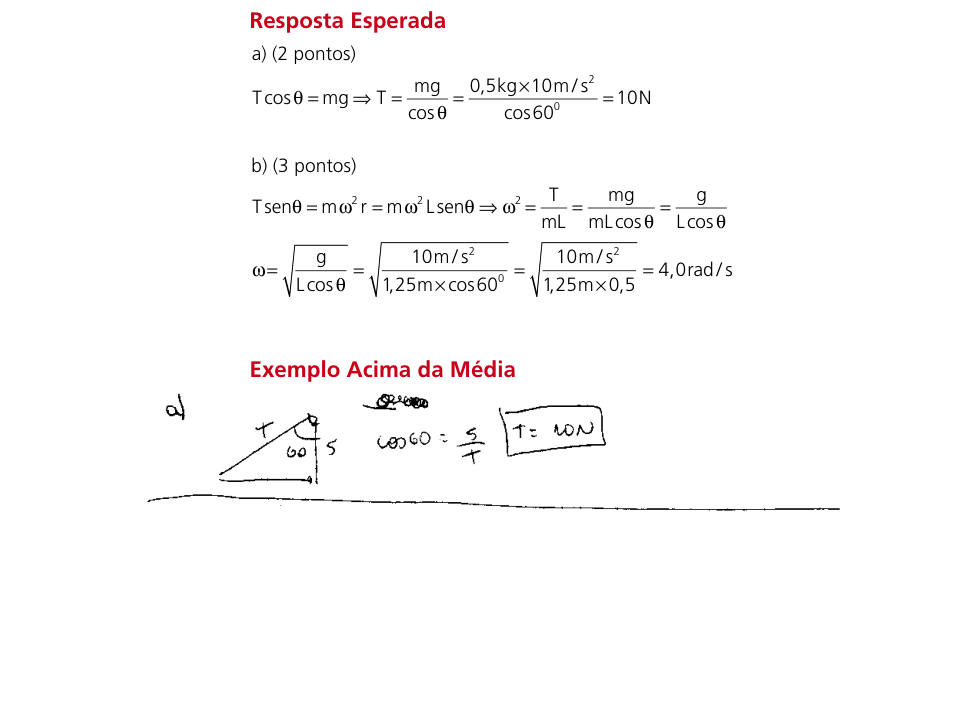 Resposta Esperada
a) (2 pontos)
T cos θ = mg ⇒ T = mg / cos θ = 0,5kg×10m/s² / cos60⁰ = 10N
b) (3 pontos)
T senθ = mω² r = mω² L senθ ⇒ ω² = T / mL = mg / mL cos θ = g / L cos θ
ω = √(g / L cos θ) = √(10m/s² / 1,25m×cos60⁰) = √(10m/s² / 1,25m×0,5) = 4,0rad/s
Exemplo Acima da Média
a)
T 60 5
cos60 = 5 / T
T = 10N